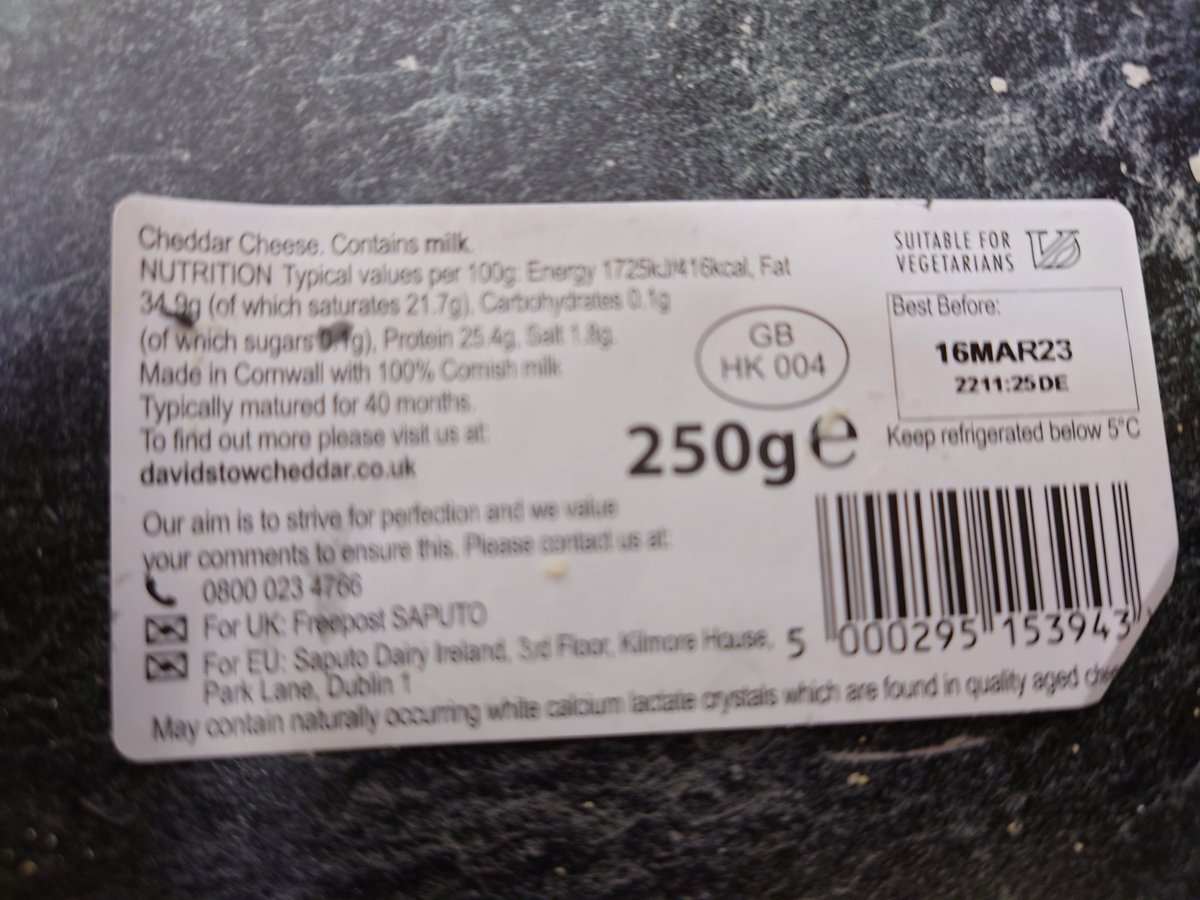 Cheddar Cheese. Contains milk.
NUTRITION Typical values per 100g: Energy 1725kJ/416kcal, Fat
34.9g (of which saturates 21.7g), Carbohydrates 0.1g
(of which sugars 0.1g), Protein 25.4g, Salt 1.8g.
Made in Cornwall with 100% Cornish milk
Typically matured for 40 months.
To find out more please visit us at:
davidstowcheddar.co.uk
SUITABLE FOR
VEGETARIANS
Best Before:
16MAR23
2211:25DE
GB
HK 004
250g e
Keep refrigerated below 5°C
Our aim is to strive for perfection and we value
your comments to ensure this. Please contact us at:
0800 023 4766
For UK: Freepost SAPUTO
For EU: Saputo Dairy Ireland, 3rd Floor, Kilmore House,
Park Lane, Dublin 1
5 000295 153943
May contain naturally occurring white calcium lactate crystals which are found in quality aged